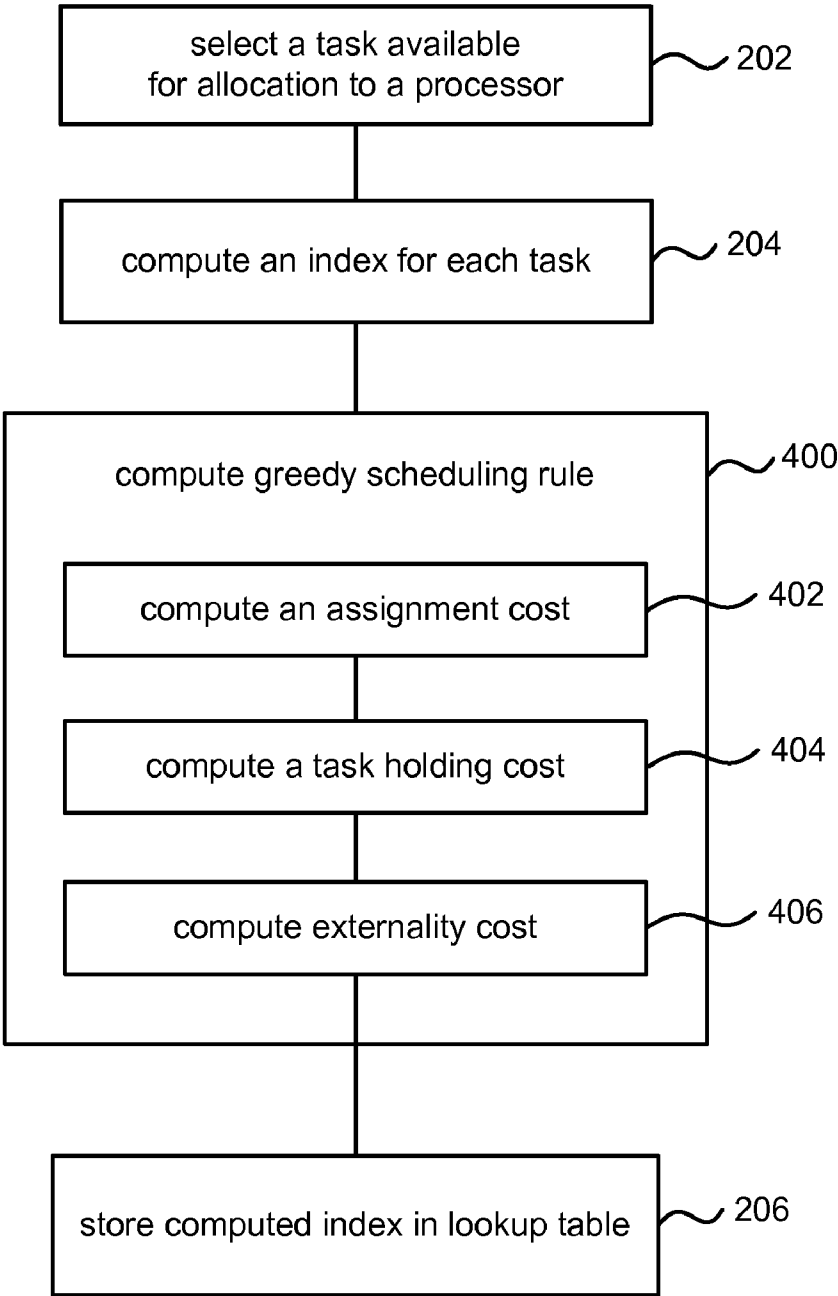 select a task available
for allocation to a processor
202
compute an index for each task
204
compute greedy scheduling rule
400
compute an assignment cost
402
compute a task holding cost
404
compute externality cost
406
store computed index in lookup table
206